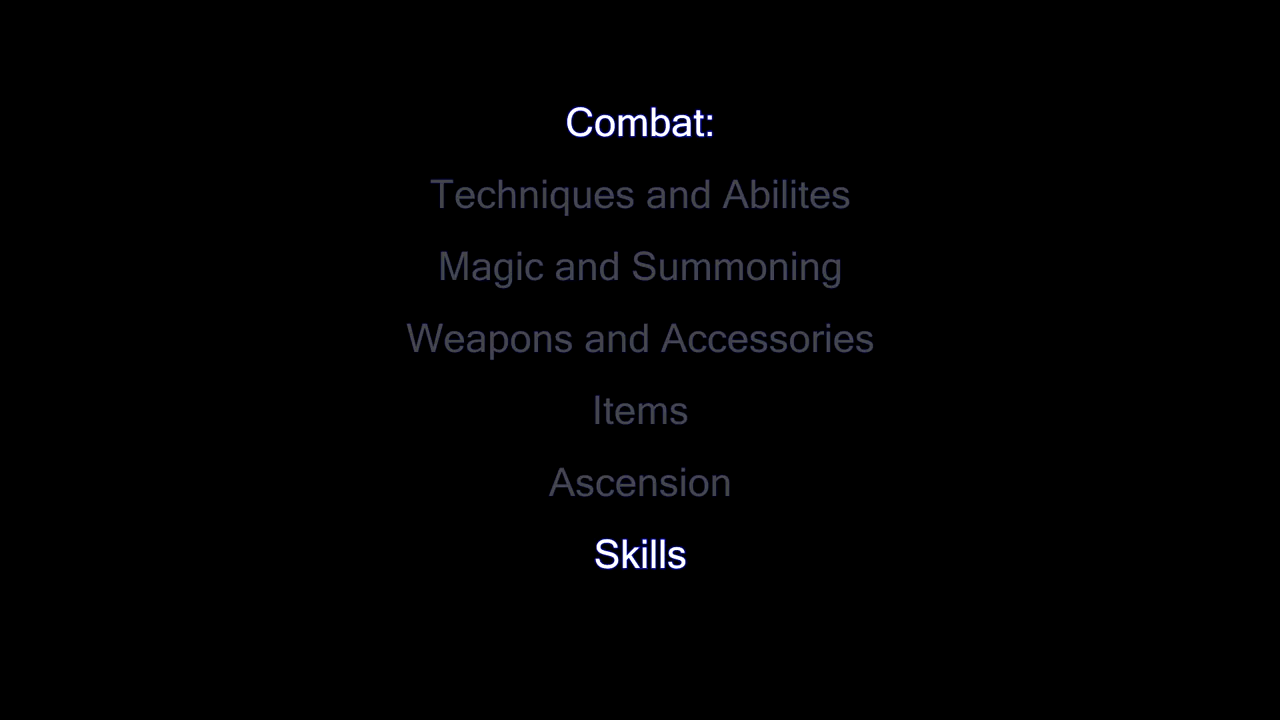 Combat:
Techniques and Abilites
Magic and Summoning
Weapons and Accessories
Items
Ascension
Skills